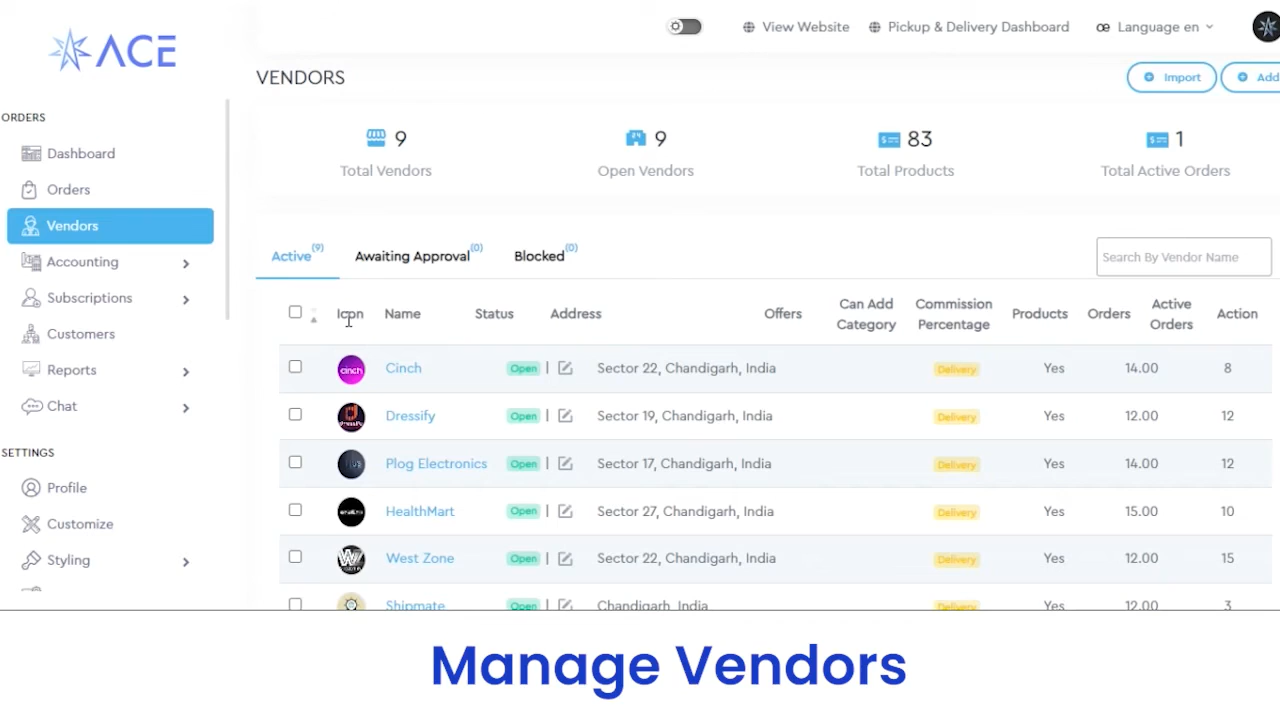 ACE
View Website
Pickup & Delivery Dashboard
Language en
VENDORS
Import
Add
ORDERS
Dashboard
Orders
Vendors
Accounting
Subscriptions
Customers
Reports
Chat
SETTINGS
Profile
Customize
Styling
9
Total Vendors
9
Open Vendors
83
Total Products
1
Total Active Orders
Active (9) Awaiting Approval (0) Blocked (0)
Search By Vendor Name
Icon Name Status Address Offers Can Add Category Commission Percentage Products Orders Active Orders Action
cinch Cinch Open | Sector 22, Chandigarh, India Delivery Yes 14.00 8
Dressify Open | Sector 19, Chandigarh, India Delivery Yes 12.00 12
Plog Electronics Open | Sector 17, Chandigarh, India Delivery Yes 14.00 12
HealthMart Open | Sector 27, Chandigarh, India Delivery Yes 15.00 10
West Zone Open | Sector 22, Chandigarh, India Delivery Yes 12.00 15
Shipmate Open | Chandigarh, India Delivery Yes 12.00 3
Manage Vendors